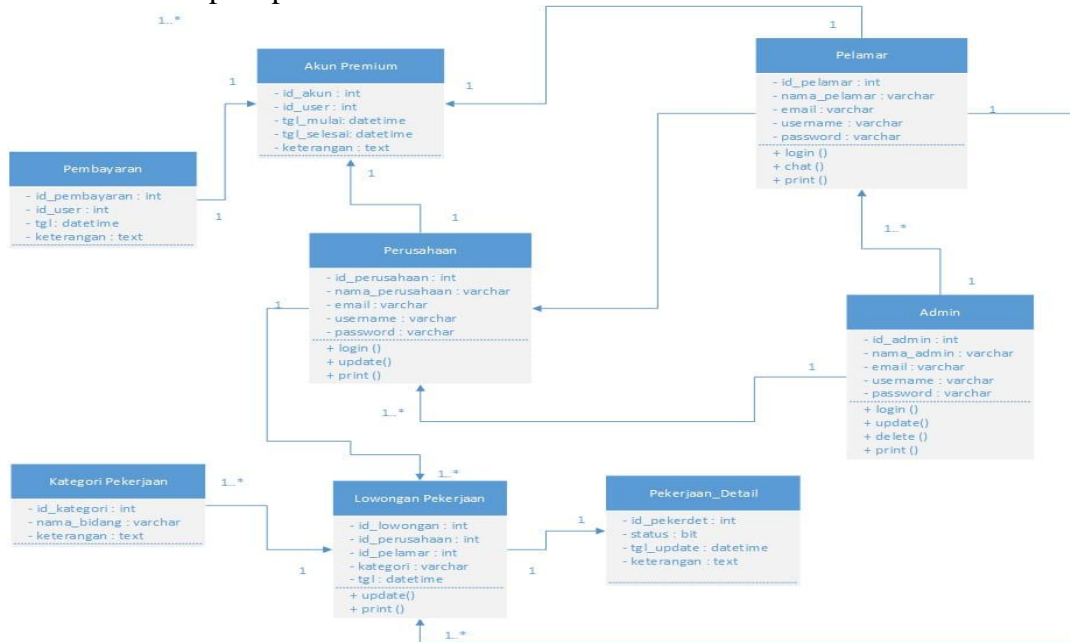 1...*
1
Akun Premium
- id_akun : int
- id_user : int
- tgl_mulai: datetime
- tgl_selesai: datetime
- keterangan : text
1
1
Pelamar
- id_pelamar : int
- nama_pelamar : varchar
- email : varchar
- username : varchar
- password : varchar
+ login ()
+ chat ()
+ print ()
1
Pembayaran
- id_pembayaran : int
- id_user : int
- tgl : datetime
- keterangan : text
1
1
1
Perusahaan
- id_perusahaan : int
- nama_perusahaan : varchar
- email : varchar
- username : varchar
- password : varchar
+ login ()
+ update()
+ print ()
1
1...*
1...*
1
Admin
- id_admin : int
- nama_admin : varchar
- email : varchar
- username : varchar
- password : varchar
+ login ()
+ update()
+ delete ()
+ print ()
1
Kategori Pekerjaan
- id_kategori : int
- nama_bidang : varchar
- keterangan : text
1...*
1
1...*
Lowongan Pekerjaan
- id_lowongan : int
- id_perusahaan : int
- id_pelamar : int
- kategori : varchar
- tgl : datetime
+ update()
+ print ()
1
1
Pekerjaan_Detail
- id_pekerdet : int
- status : bit
- tgl_update : datetime
- keterangan : text
1...*